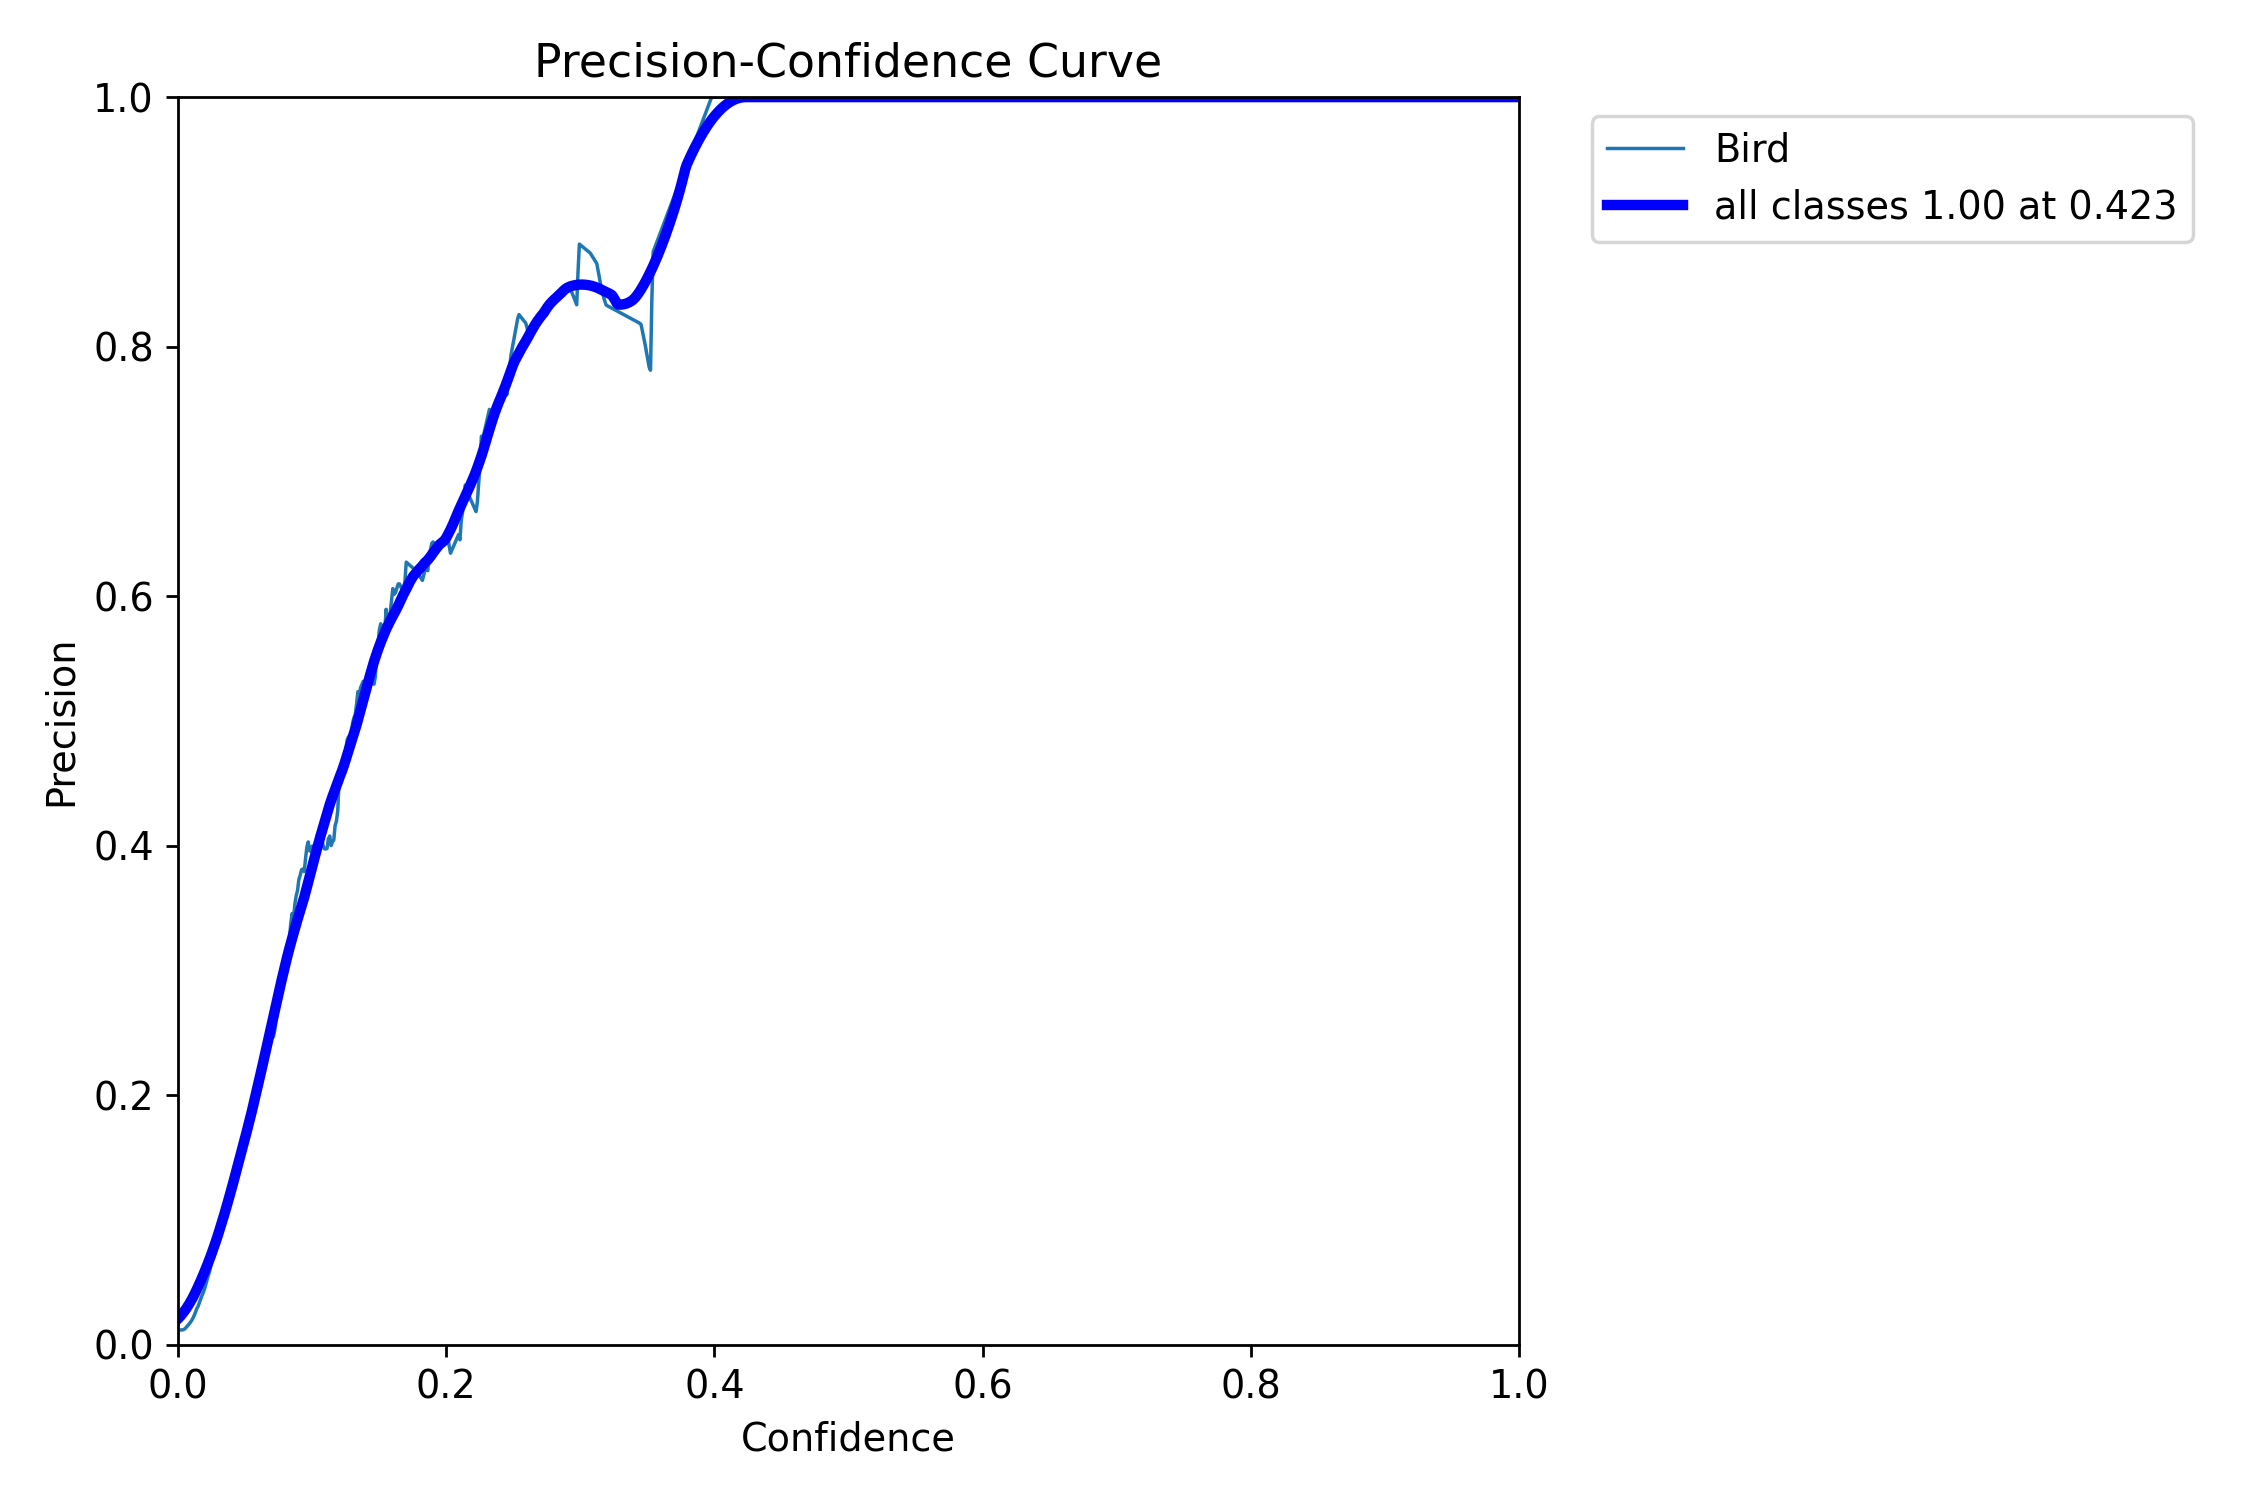 Precision-Confidence Curve
1.0
0.8
0.6
0.4
0.2
0.0
Precision
0.0 0.2 0.4 0.6 0.8 1.0
Confidence
Bird
all classes 1.00 at 0.423